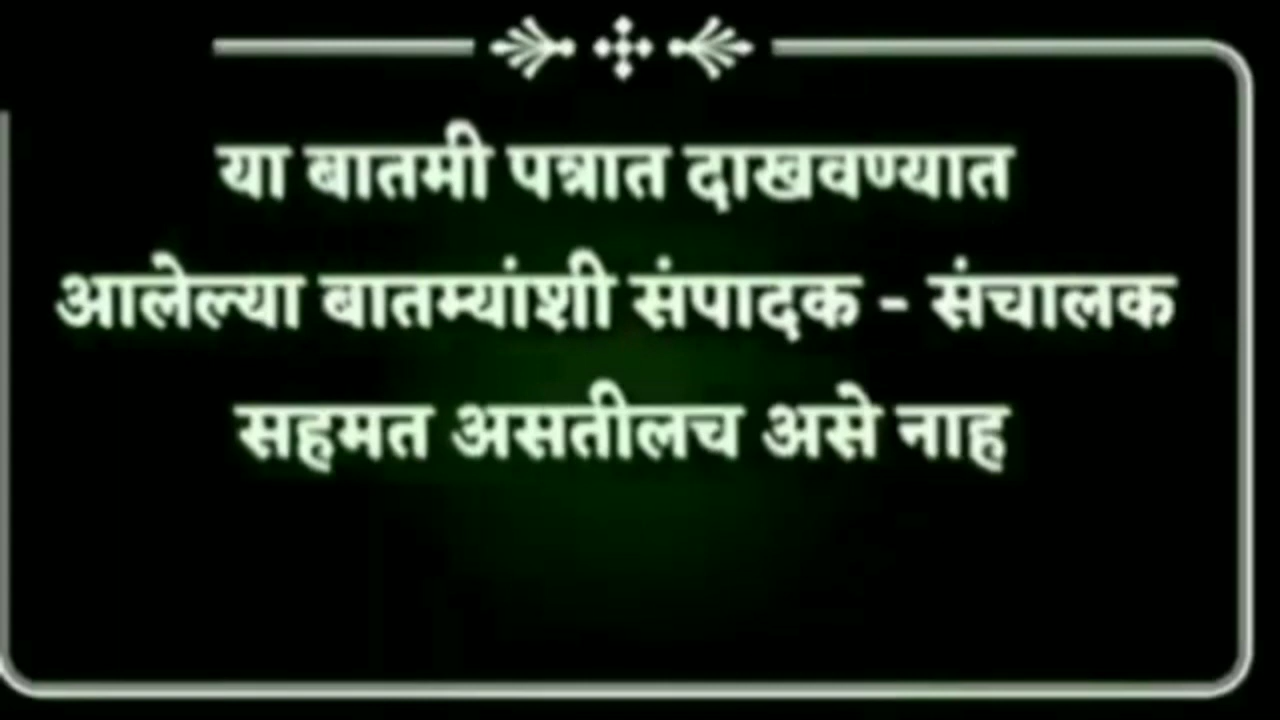 या बातमी पत्रात दाखवण्यात
आलेल्या बातम्यांशी संपादक - संचालक
सहमत असतीलच असे नाह